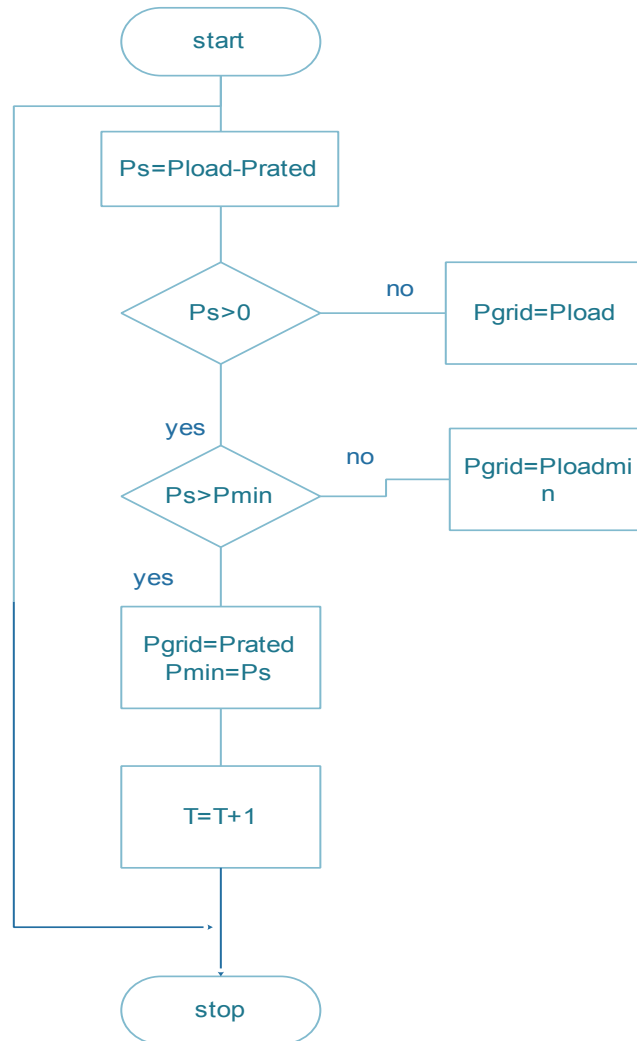 start
Ps=Pload-Prated
Ps>0
no
Pgrid=Pload
yes
Ps>Pmin
no
Pgrid=Ploadmi
n
yes
Pgrid=Prated
Pmin=Ps
T=T+1
stop